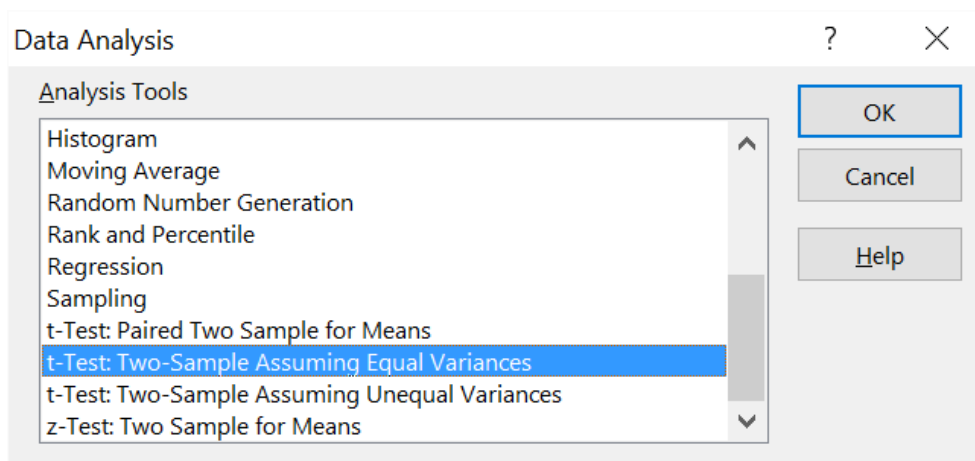 Data Analysis ?
Analysis Tools
Histogram
Moving Average
Random Number Generation
Rank and Percentile
Regression
Sampling
t-Test: Paired Two Sample for Means
t-Test: Two-Sample Assuming Equal Variances
t-Test: Two-Sample Assuming Unequal Variances
z-Test: Two Sample for Means
OK
Cancel
Help